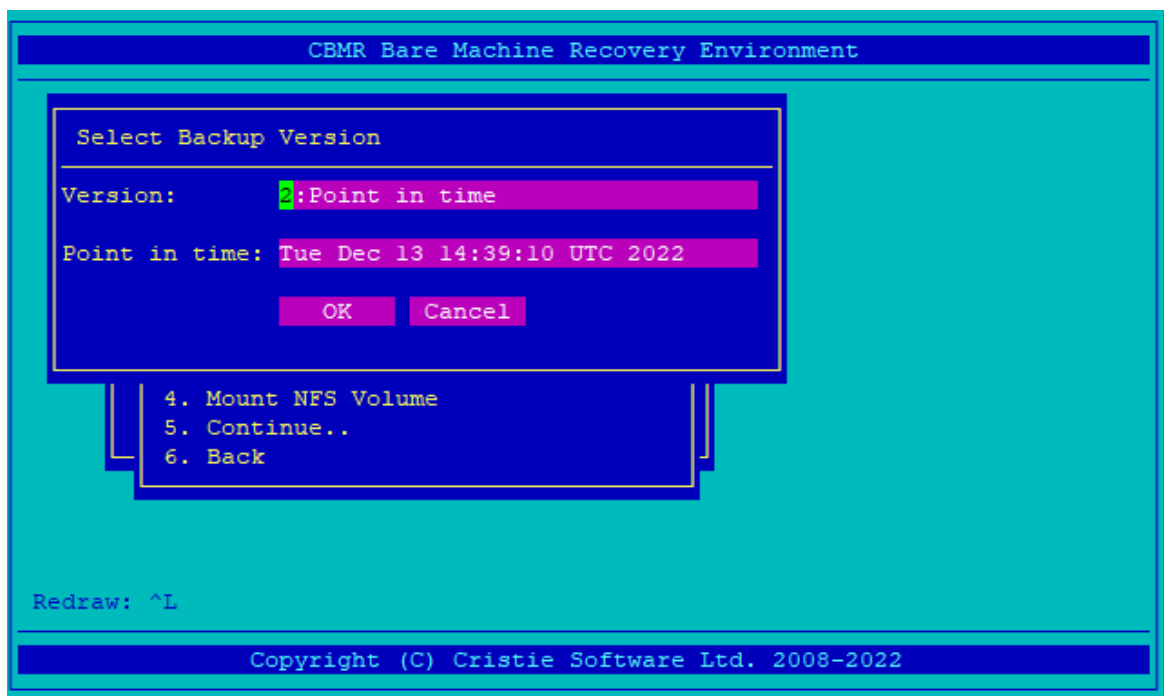 CBMR Bare Machine Recovery Environment
Select Backup Version
Version: 2:Point in time
Point in time: Tue Dec 13 14:39:10 UTC 2022
OK Cancel
4. Mount NFS Volume
5. Continue..
6. Back
Redraw: ^L
Copyright (C) Cristie Software Ltd. 2008-2022